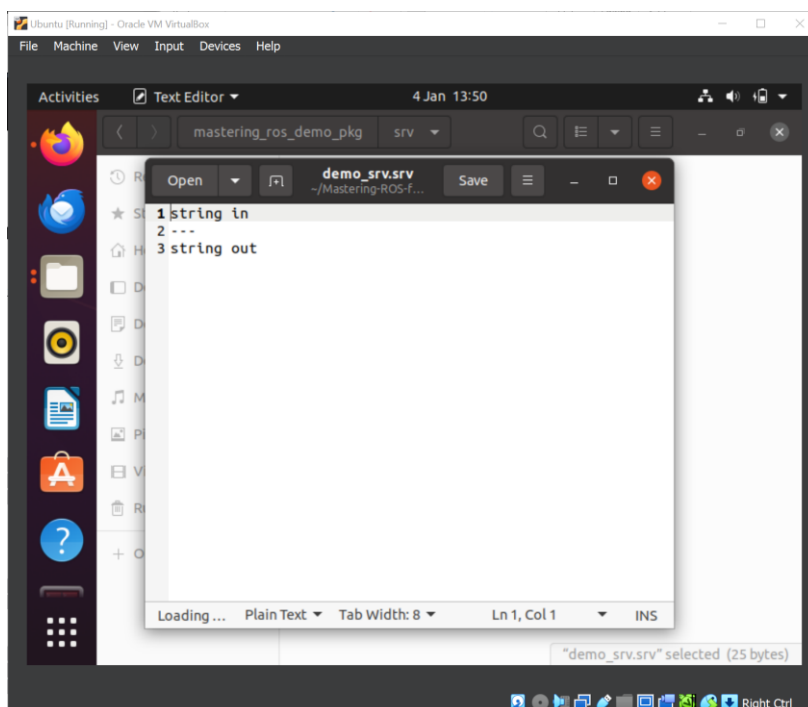 Ubuntu [Running] - Oracle VM VirtualBox
File Machine View Input Devices Help
Activities Text Editor 4 Jan 13:50
mastering_ros_demo_pkg srv
Open demo_srv.srv Save
~/Mastering-ROS-f...
1 string in
2 ---
3 string out
Loading... Plain Text Tab Width: 8 Ln 1, Col 1 INS
"demo_srv.srv" selected (25 bytes)
Right Ctrl